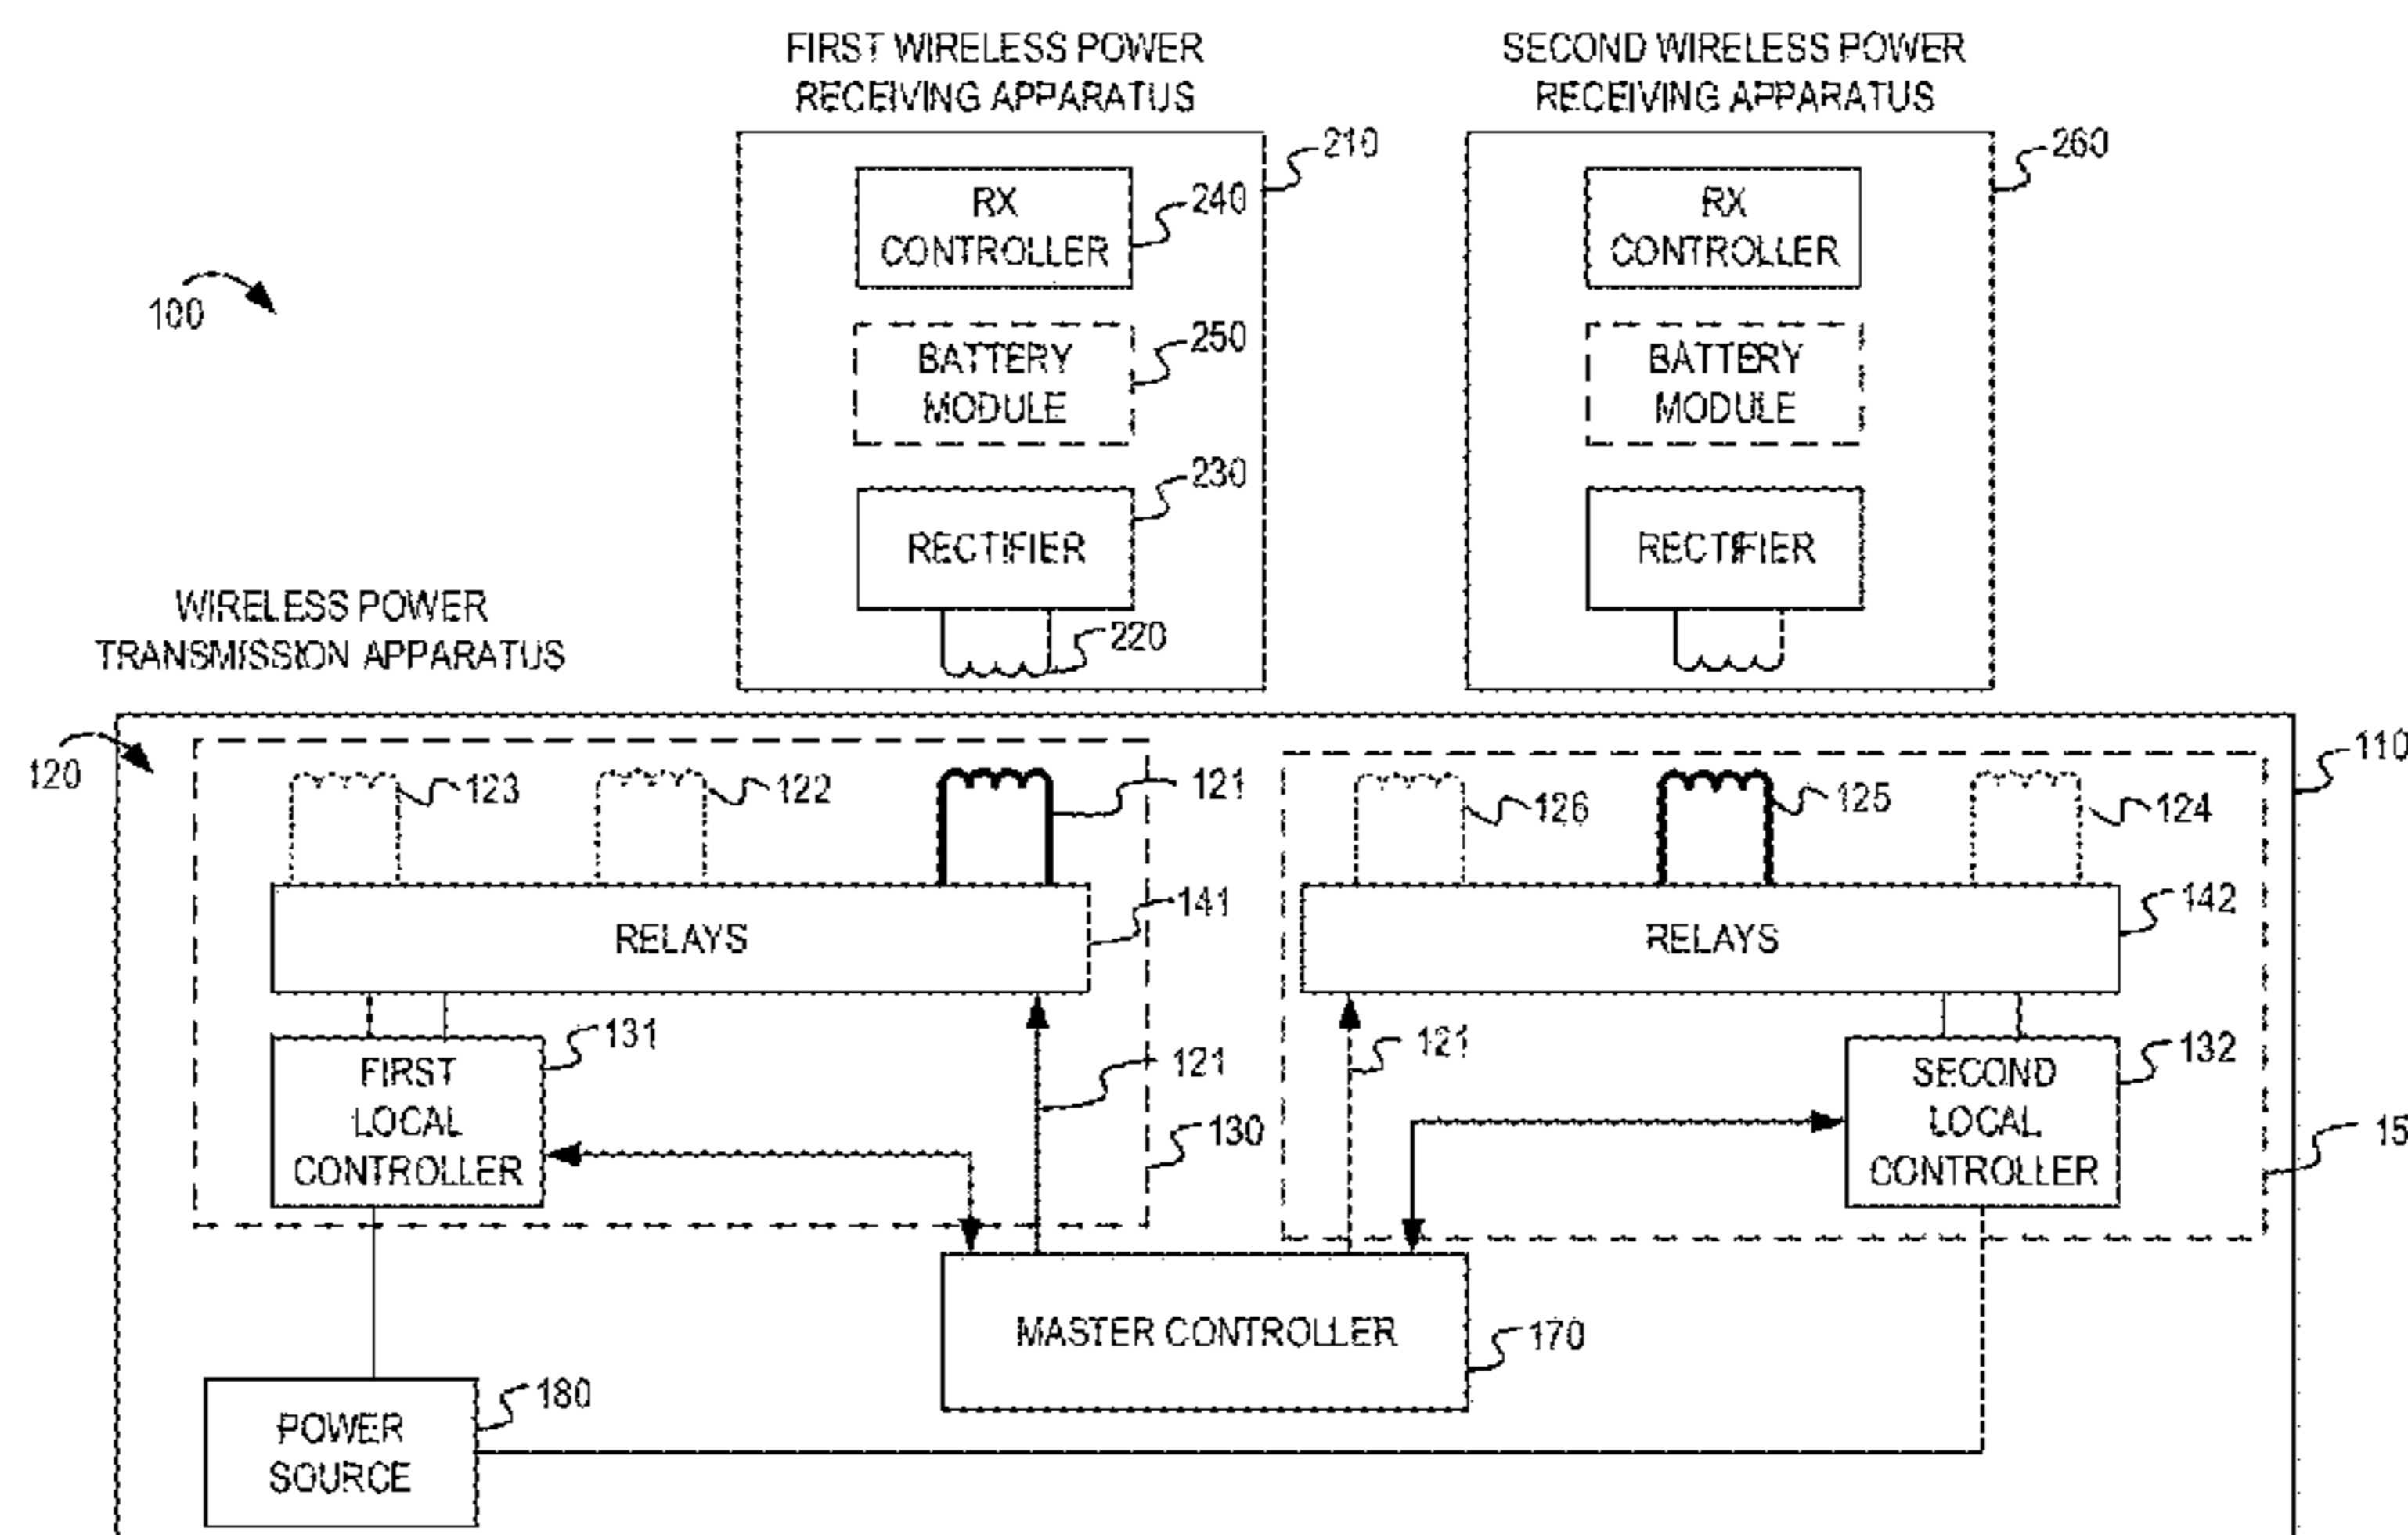 FIRST WIRELESS POWER
RECEIVING APPARATUS
SECOND WIRELESS POWER
RECEIVING APPARATUS
210
260
RX
CONTROLLER
240
RX
CONTROLLER
100
BATTERY
MODULE
250
BATTERY
MODULE
230
RECTIFIER
RECTIFIER
220
WIRELESS POWER
TRANSMISSION APPARATUS
120
110
123
122
121
126
125
124
RELAYS
141
RELAYS
142
131
FIRST
LOCAL
CONTROLLER
121
121
132
SECOND
LOCAL
CONTROLLER
130
15
MASTER CONTROLLER
170
180
POWER
SOURCE